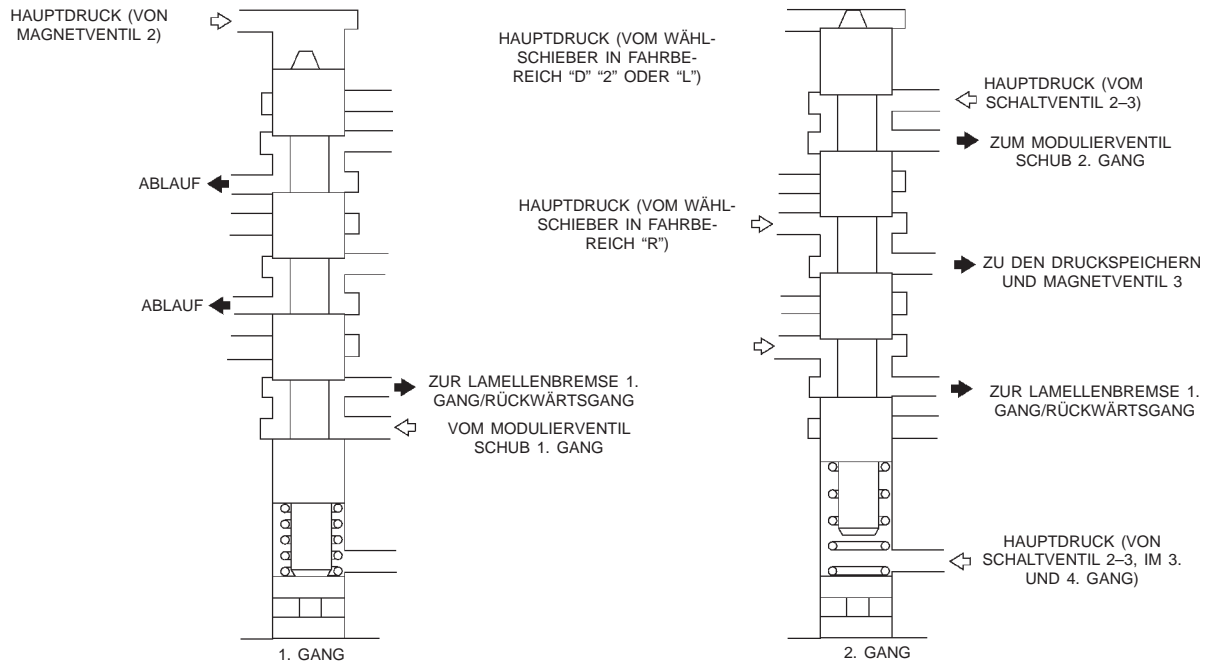 HAUPTDRUCK (VON
MAGNETVENTIL 2)
ABLAUF
ABLAUF
ZUR LAMELLENBREMSE 1.
GANG/RÜCKWÄRTSGANG
VOM MODULIERVENTIL
SCHUB 1. GANG
1. GANG
HAUPTDRUCK (VOM WÄHL-
SCHIEBER IN FAHRBE-
REICH “D” “2” ODER “L”)
HAUPTDRUCK (VOM
SCHALTVENTIL 2–3)
ZUM MODULIERVENTIL
SCHUB 2. GANG
HAUPTDRUCK (VOM WÄHL-
SCHIEBER IN FAHRBE-
REICH “R”)
ZU DEN DRUCKSPEICHERN
UND MAGNETVENTIL 3
ZUR LAMELLENBREMSE 1.
GANG/RÜCKWÄRTSGANG
HAUPTDRUCK (VON
SCHALTVENTIL 2–3, IM 3.
UND 4. GANG)
2. GANG